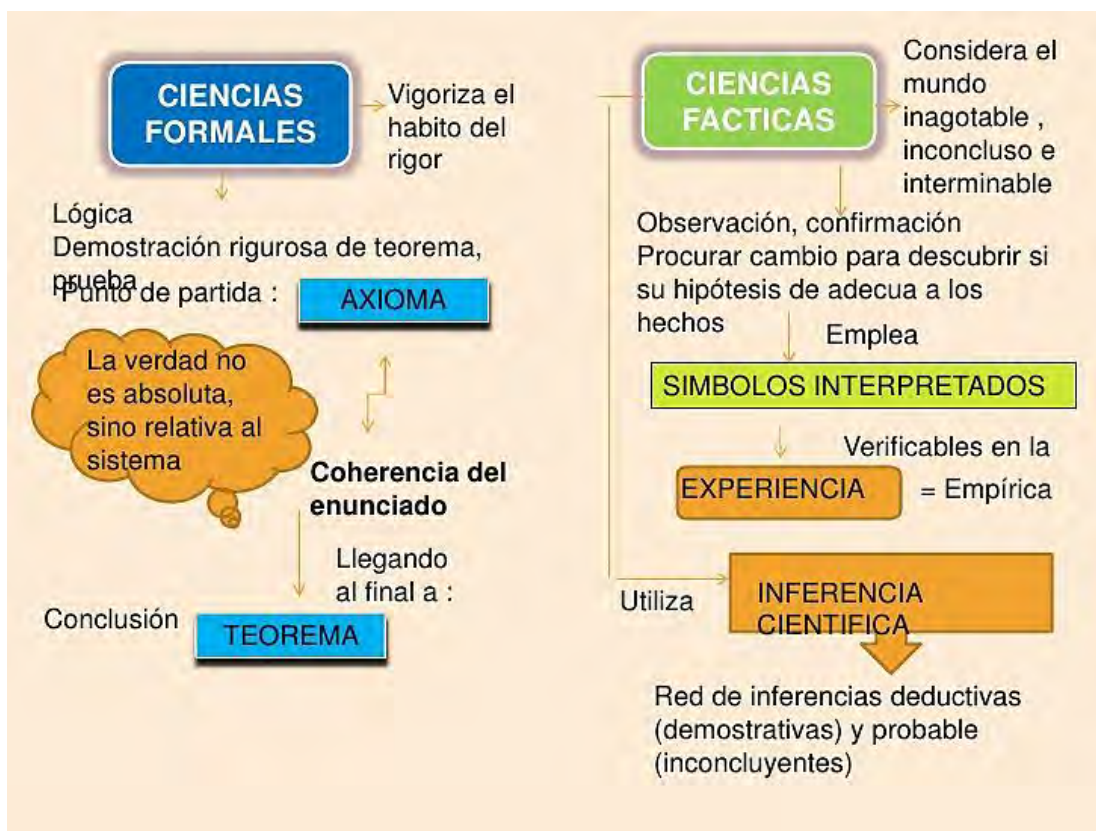 CIENCIAS
FORMALES
Vigoriza el
habito del
rigor
Lógica
Demostración rigurosa de teorema,
prueba
Punto de partida :
AXIOMA
La verdad no
es absoluta,
sino relativa al
sistema
Coherencia del
enunciado
Llegando
al final a :
Conclusión
TEOREMA
CIENCIAS
FACTICAS
Considera el
mundo
inagotable ,
inconcluso e
interminable
Observación, confirmación
Procurar cambio para descubrir si
su hipótesis de adecua a los
hechos
Emplea
SIMBOLOS INTERPRETADOS
Verificables en la
EXPERIENCIA
= Empírica
Utiliza
INFERENCIA
CIENTIFICA
Red de inferencias deductivas
(demostrativas) y probable
(inconcluyentes)